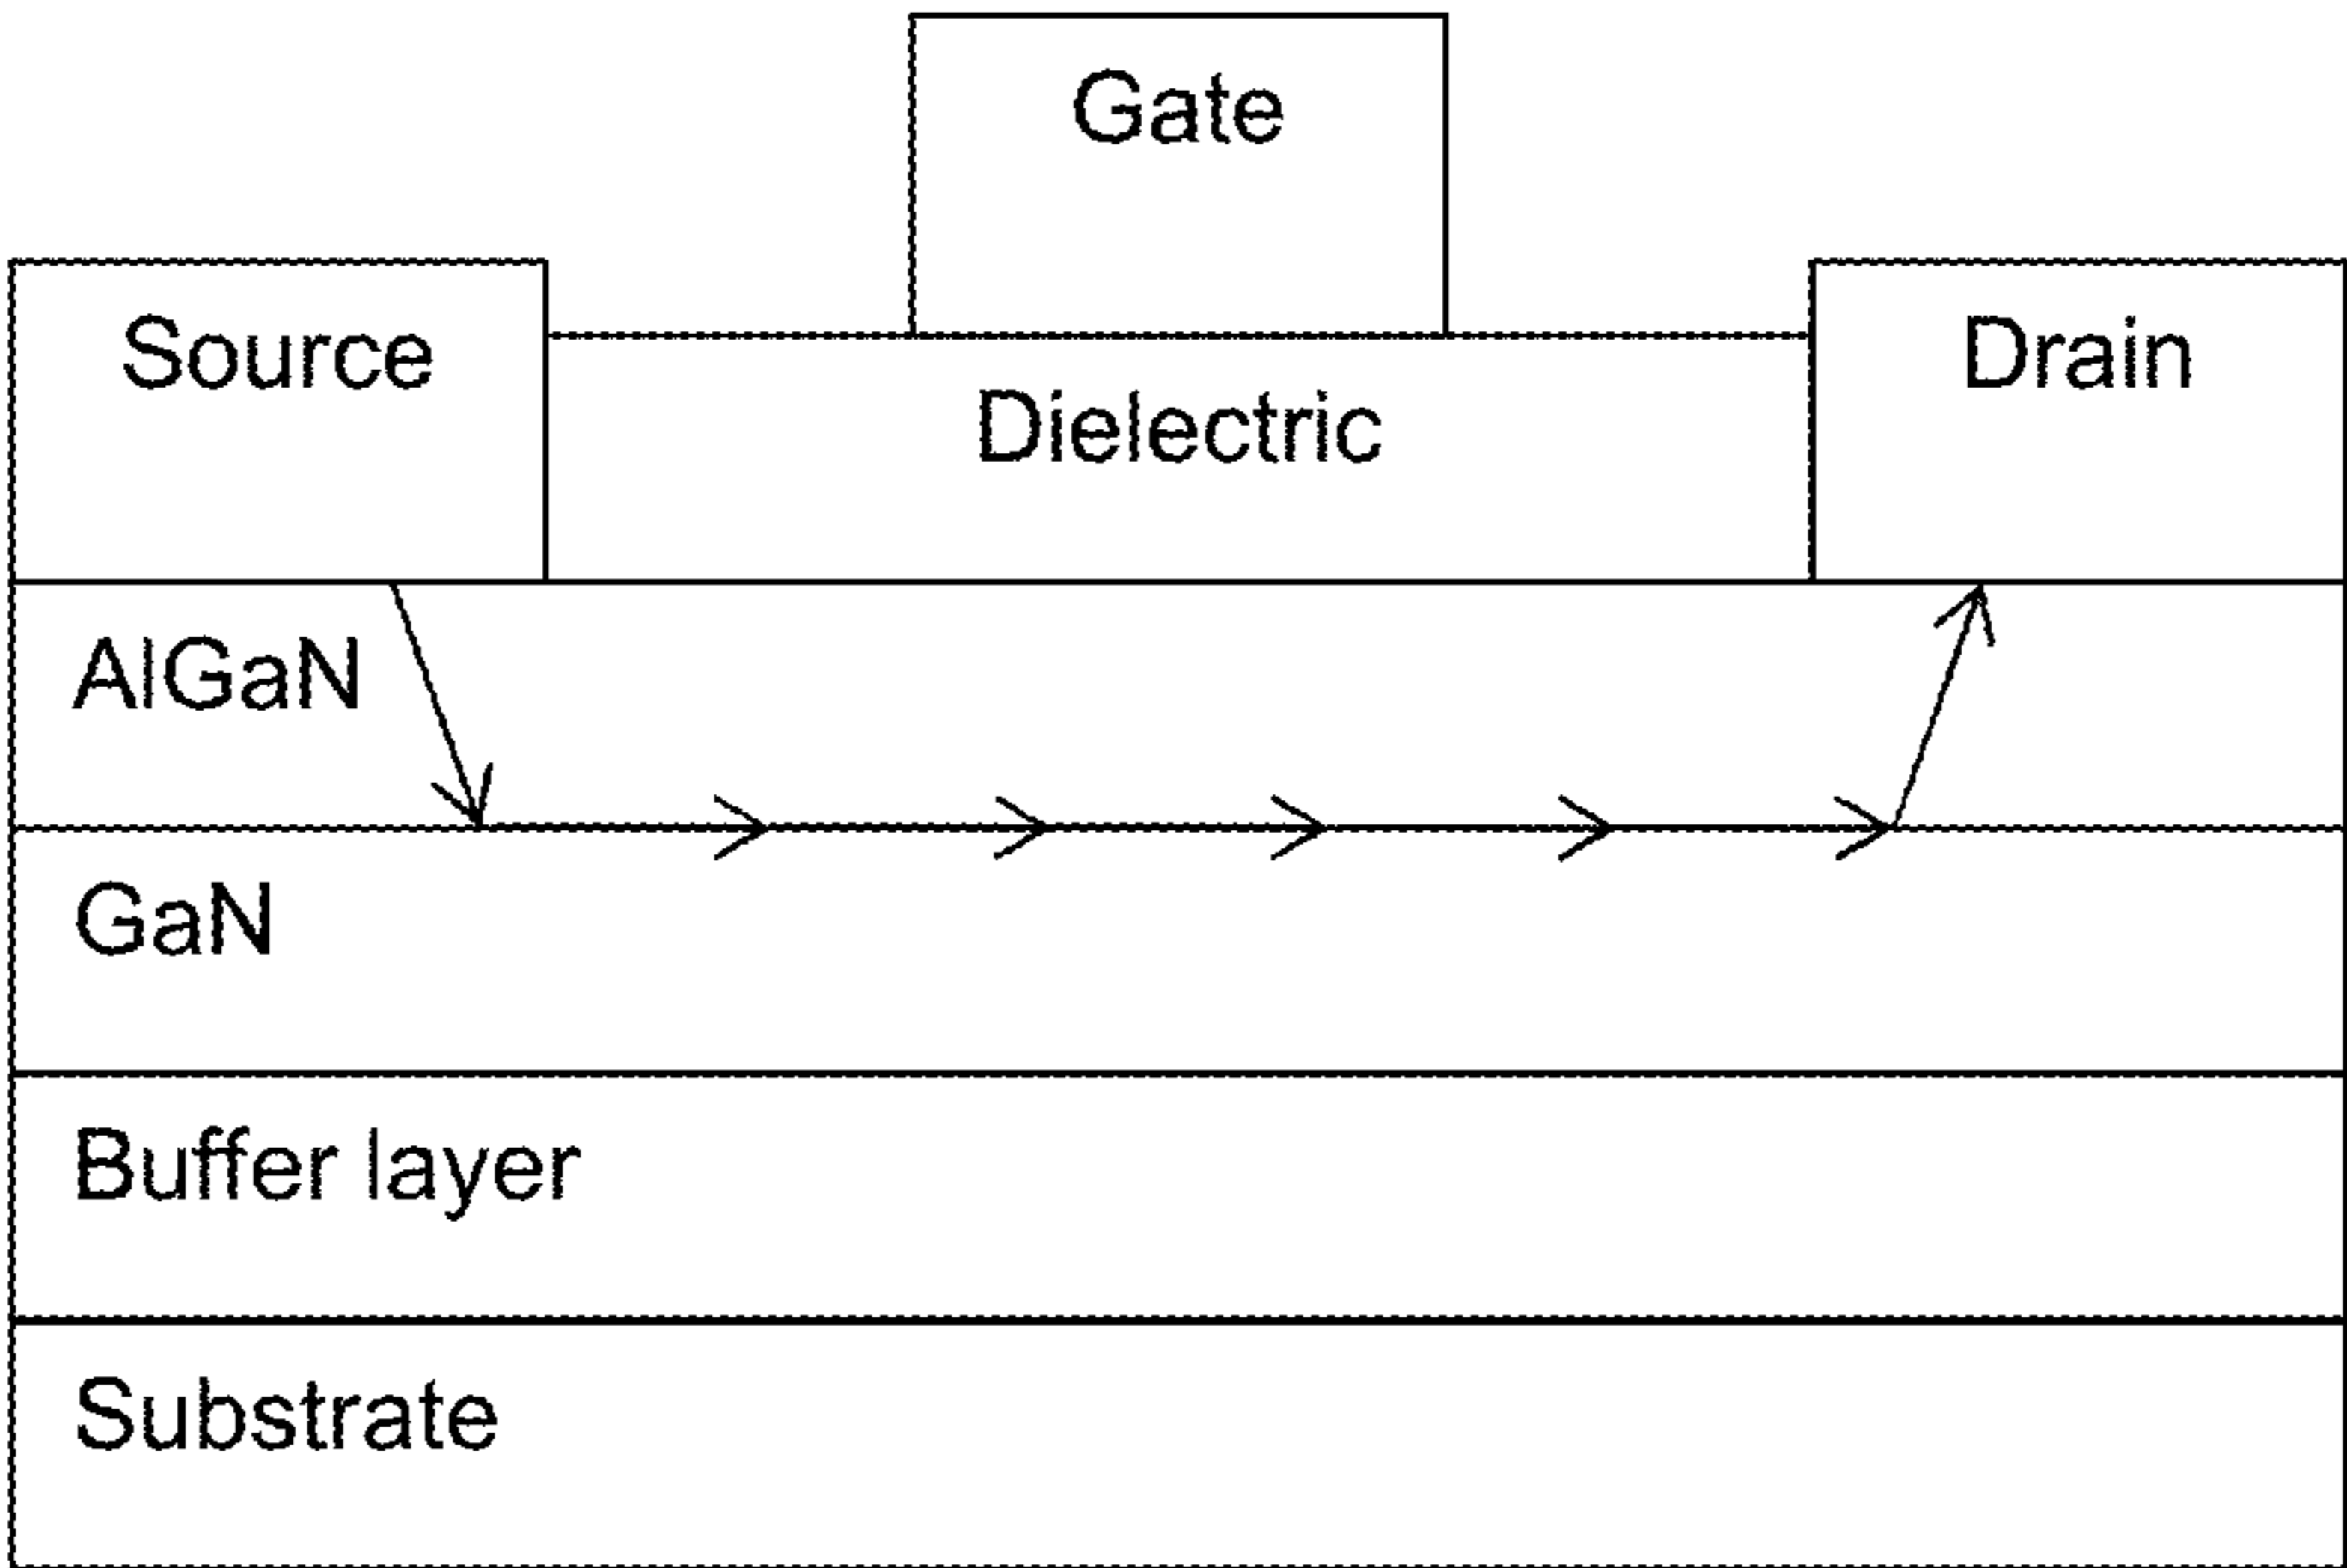 Gate
Source
Drain
Dielectric
AlGaN
GaN
Buffer layer
Substrate